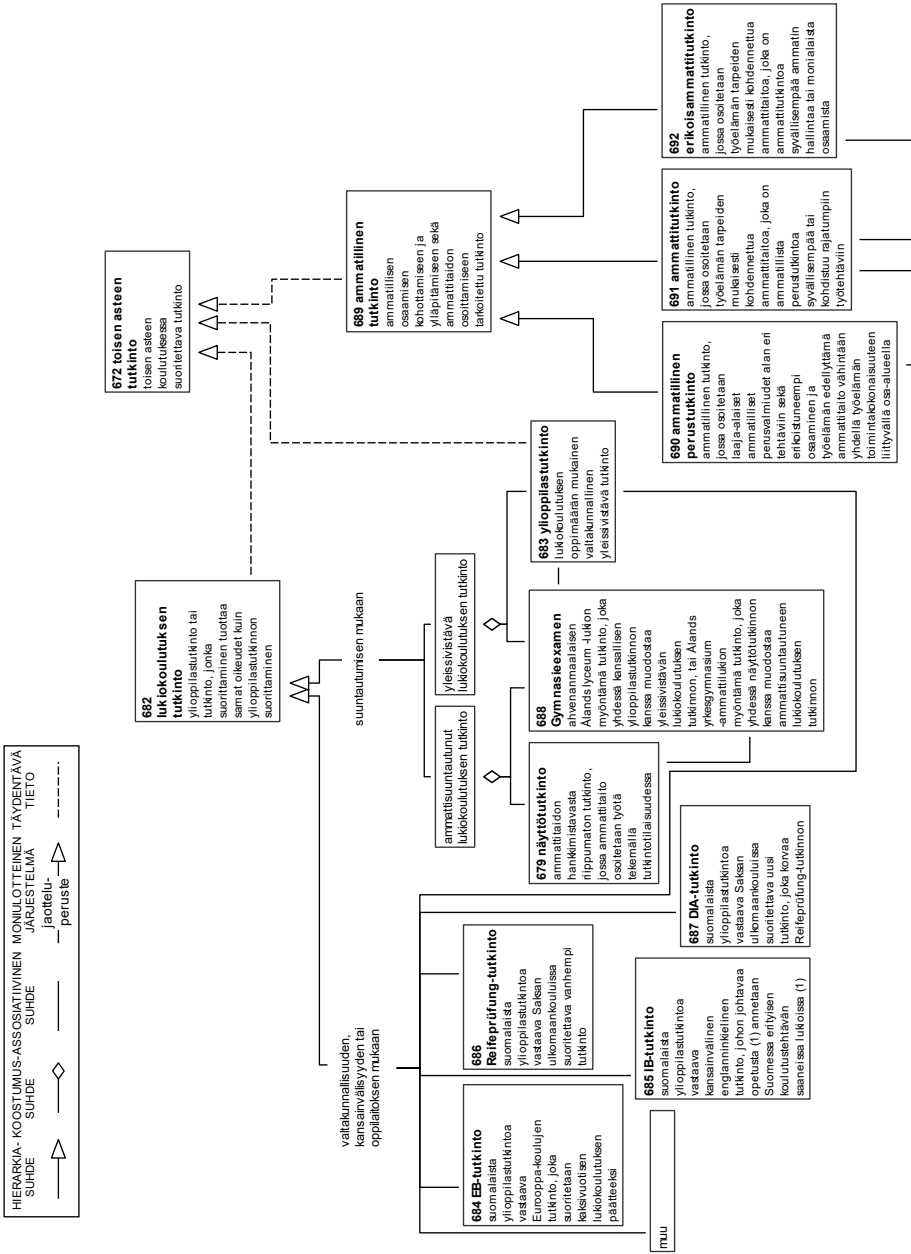 HIERARKIA- KOOSTUMUS- ASSOSIATIIVINEN MONIULOTTEINEN TÄYDENTÄVÄ
SUHDE SUHDE SUHDE JÄRJESTELMÄ TIETO
jaottelu-
peruste
672 toisen asteen
tutkinto
toisen asteen
koulutuksessa
suoritettava tutkinto
682
lukiokoulutuksen
tutkinto
ylioppilastutkinto tai
tutkinto, jonka
suorittaminen tuottaa
samat oikeudet kuin
ylioppilastutkinnon
suorittaminen
689 ammatillinen
tutkinto
ammatillisen
osaamisen
kohottamiseen ja
ylläpitämiseen sekä
ammattitaidon
osoittamiseen
tarkoitettu tutkinto
valtakunnallisuuden,
kansainvälisyyden tai
oppilaitoksen mukaan
suuntautumisen mukaan
ammattisuuntautunut
lukiokoulutuksen tutkinto
yleissivistävä
lukiokoulutuksen tutkinto
684 EB-tutkinto
suomalaista
ylioppilastutkintoa
vastaava
Eurooppa-koulujen
tutkinto, joka
suoritetaan
kaksivuotisen
lukiokoulutuksen
päätteeksi
686
Reifeprüfung-tutkinto
suomalaista
ylioppilastutkintoa
vastaava Saksan
ulkomaankouluissa
suoritettava vanhempi
tutkinto
679 näyttötutkinto
ammattitaidon
hankkimistavasta
riippumaton tutkinto,
jossa ammattitaito
osoitetaan työtä
tekemällä
tutkintotilaisuudessa
688
Gymnasieexamen
ahvenanmaalaisen
Ålands lyceum -lukion
myöntämä tutkinto, joka
yhdessä kansallisen
ylioppilastutkinnon
kanssa muodostaa
yleissivistävän
lukiokoulutuksen
tutkinnon, tai Ålands
yrkesgymnasium
-ammattilukion
myöntämä tutkinto, joka
yhdessä näyttötutkinnon
kanssa muodostaa
ammattisuuntautuneen
lukiokoulutuksen
tutkinnon
683 ylioppilastutkinto
lukiokoulutuksen
oppimäärän mukainen
valtakunnallinen
yleissivistävä tutkinto
muu
685 IB-tutkinto
suomalaista
ylioppilastutkintoa
vastaava
kansainvälinen
englanninkielinen
tutkinto, johon johtavaa
opetusta (1) annetaan
Suomessa erityisen
koulutustehtävän
saaneissa lukioissa (1)
687 DIA-tutkinto
suomalaista
ylioppilastutkintoa
vastaava Saksan
ulkomaankouluissa
suoritettava uusi
tutkinto, joka korvaa
Reifeprüfung-tutkinnon
690 ammatillinen
perustutkinto
ammatillinen tutkinto,
jossa osoitetaan
laaja-alaiset
ammatilliset
perusvalmiudet alan eri
tehtäviin sekä
erikoistuneempi
osaaminen ja
työelämän edellyttämä
ammattitaito vähintään
yhdellä työelämän
toimintakokonaisuuteen
liittyvällä osa-alueella
691 ammattitutkinto
ammatillinen tutkinto,
jossa osoitetaan
työelämän tarpeiden
mukaisesti
kohdennettua
ammattitaitoa, joka on
ammatillista
perustutkintoa
syvällisempää tai
kohdistuu rajatumpiin
työtehtäviin
692
erikoisammattitutkinto
ammatillinen tutkinto,
jossa osoitetaan
työelämän tarpeiden
mukaisesti kohdennettua
ammattitaitoa, joka on
ammattitutkintoa
syvällisempää ammatin
hallintaa tai monialaista
osaamista